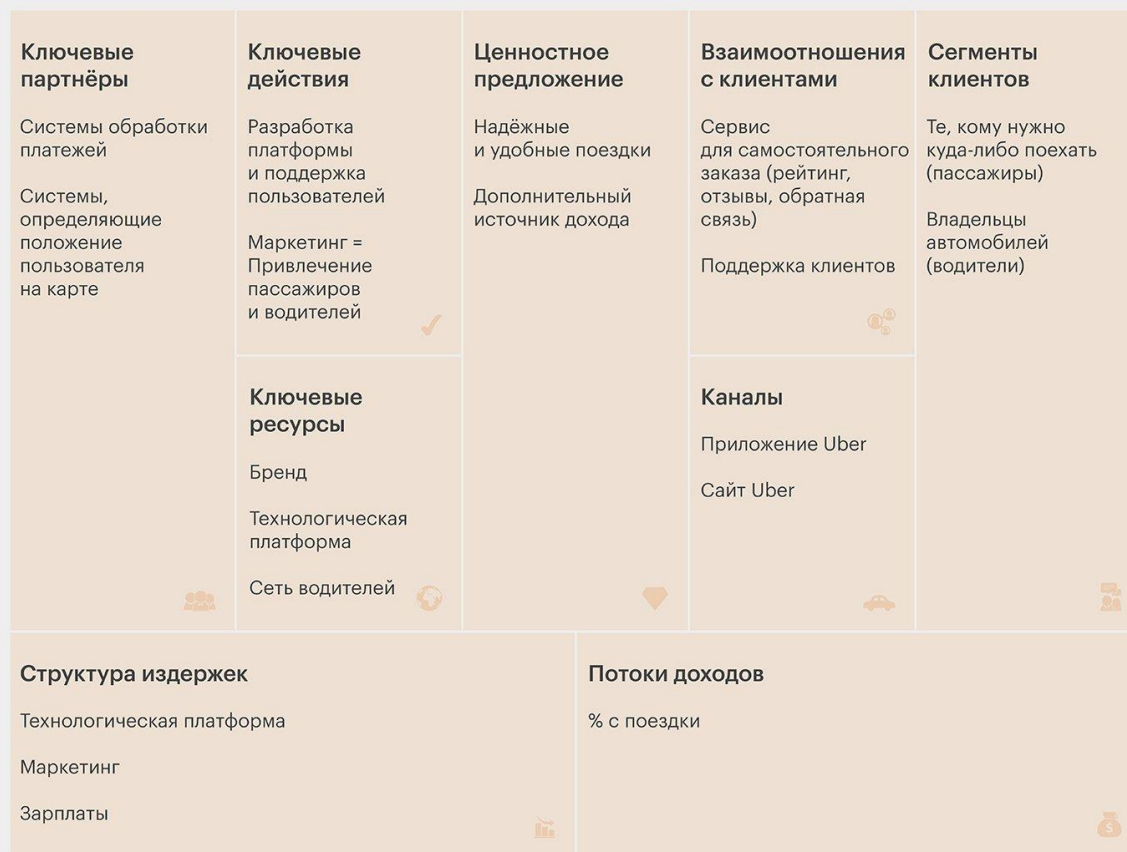 Ключевые
партнёры
Системы обработки
платежей
Системы,
определяющие
положение
пользователя
на карте
Ключевые
действия
Разработка
платформы
и поддержка
пользователей
Маркетинг =
Привлечение
пассажиров
и водителей
Ключевые
ресурсы
Бренд
Технологическая
платформа
Сеть водителей
Ценностное
предложение
Надёжные
и удобные поездки
Дополнительный
источник дохода
Взаимоотношения
с клиентами
Сервис
для самостоятельного
заказа (рейтинг,
отзывы, обратная
связь)
Поддержка клиентов
Каналы
Приложение Uber
Сайт Uber
Сегменты
клиентов
Те, кому нужно
куда-либо поехать
(пассажиры)
Владельцы
автомобилей
(водители)
Структура издержек
Технологическая платформа
Маркетинг
Зарплаты
Потоки доходов
% с поездки
$